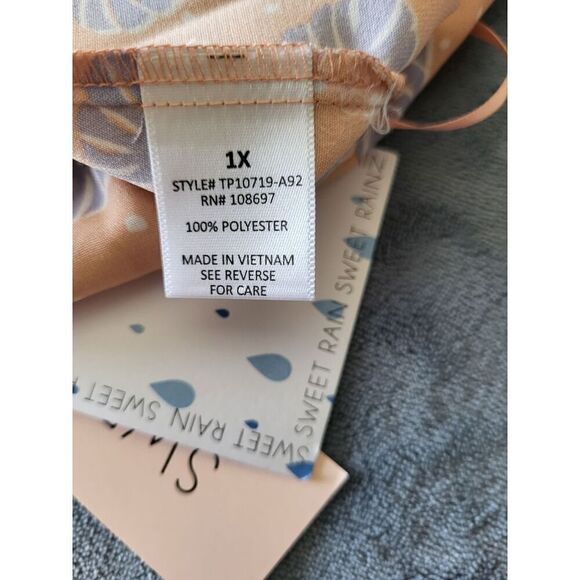 1X
STYLE# TP10719-A92
RN# 108697
100% POLYESTER
MADE IN VIETNAM
SEE REVERSE
FOR CARE
SWEET RAIN SWEET RAIN
SWEET RAIN SWEET